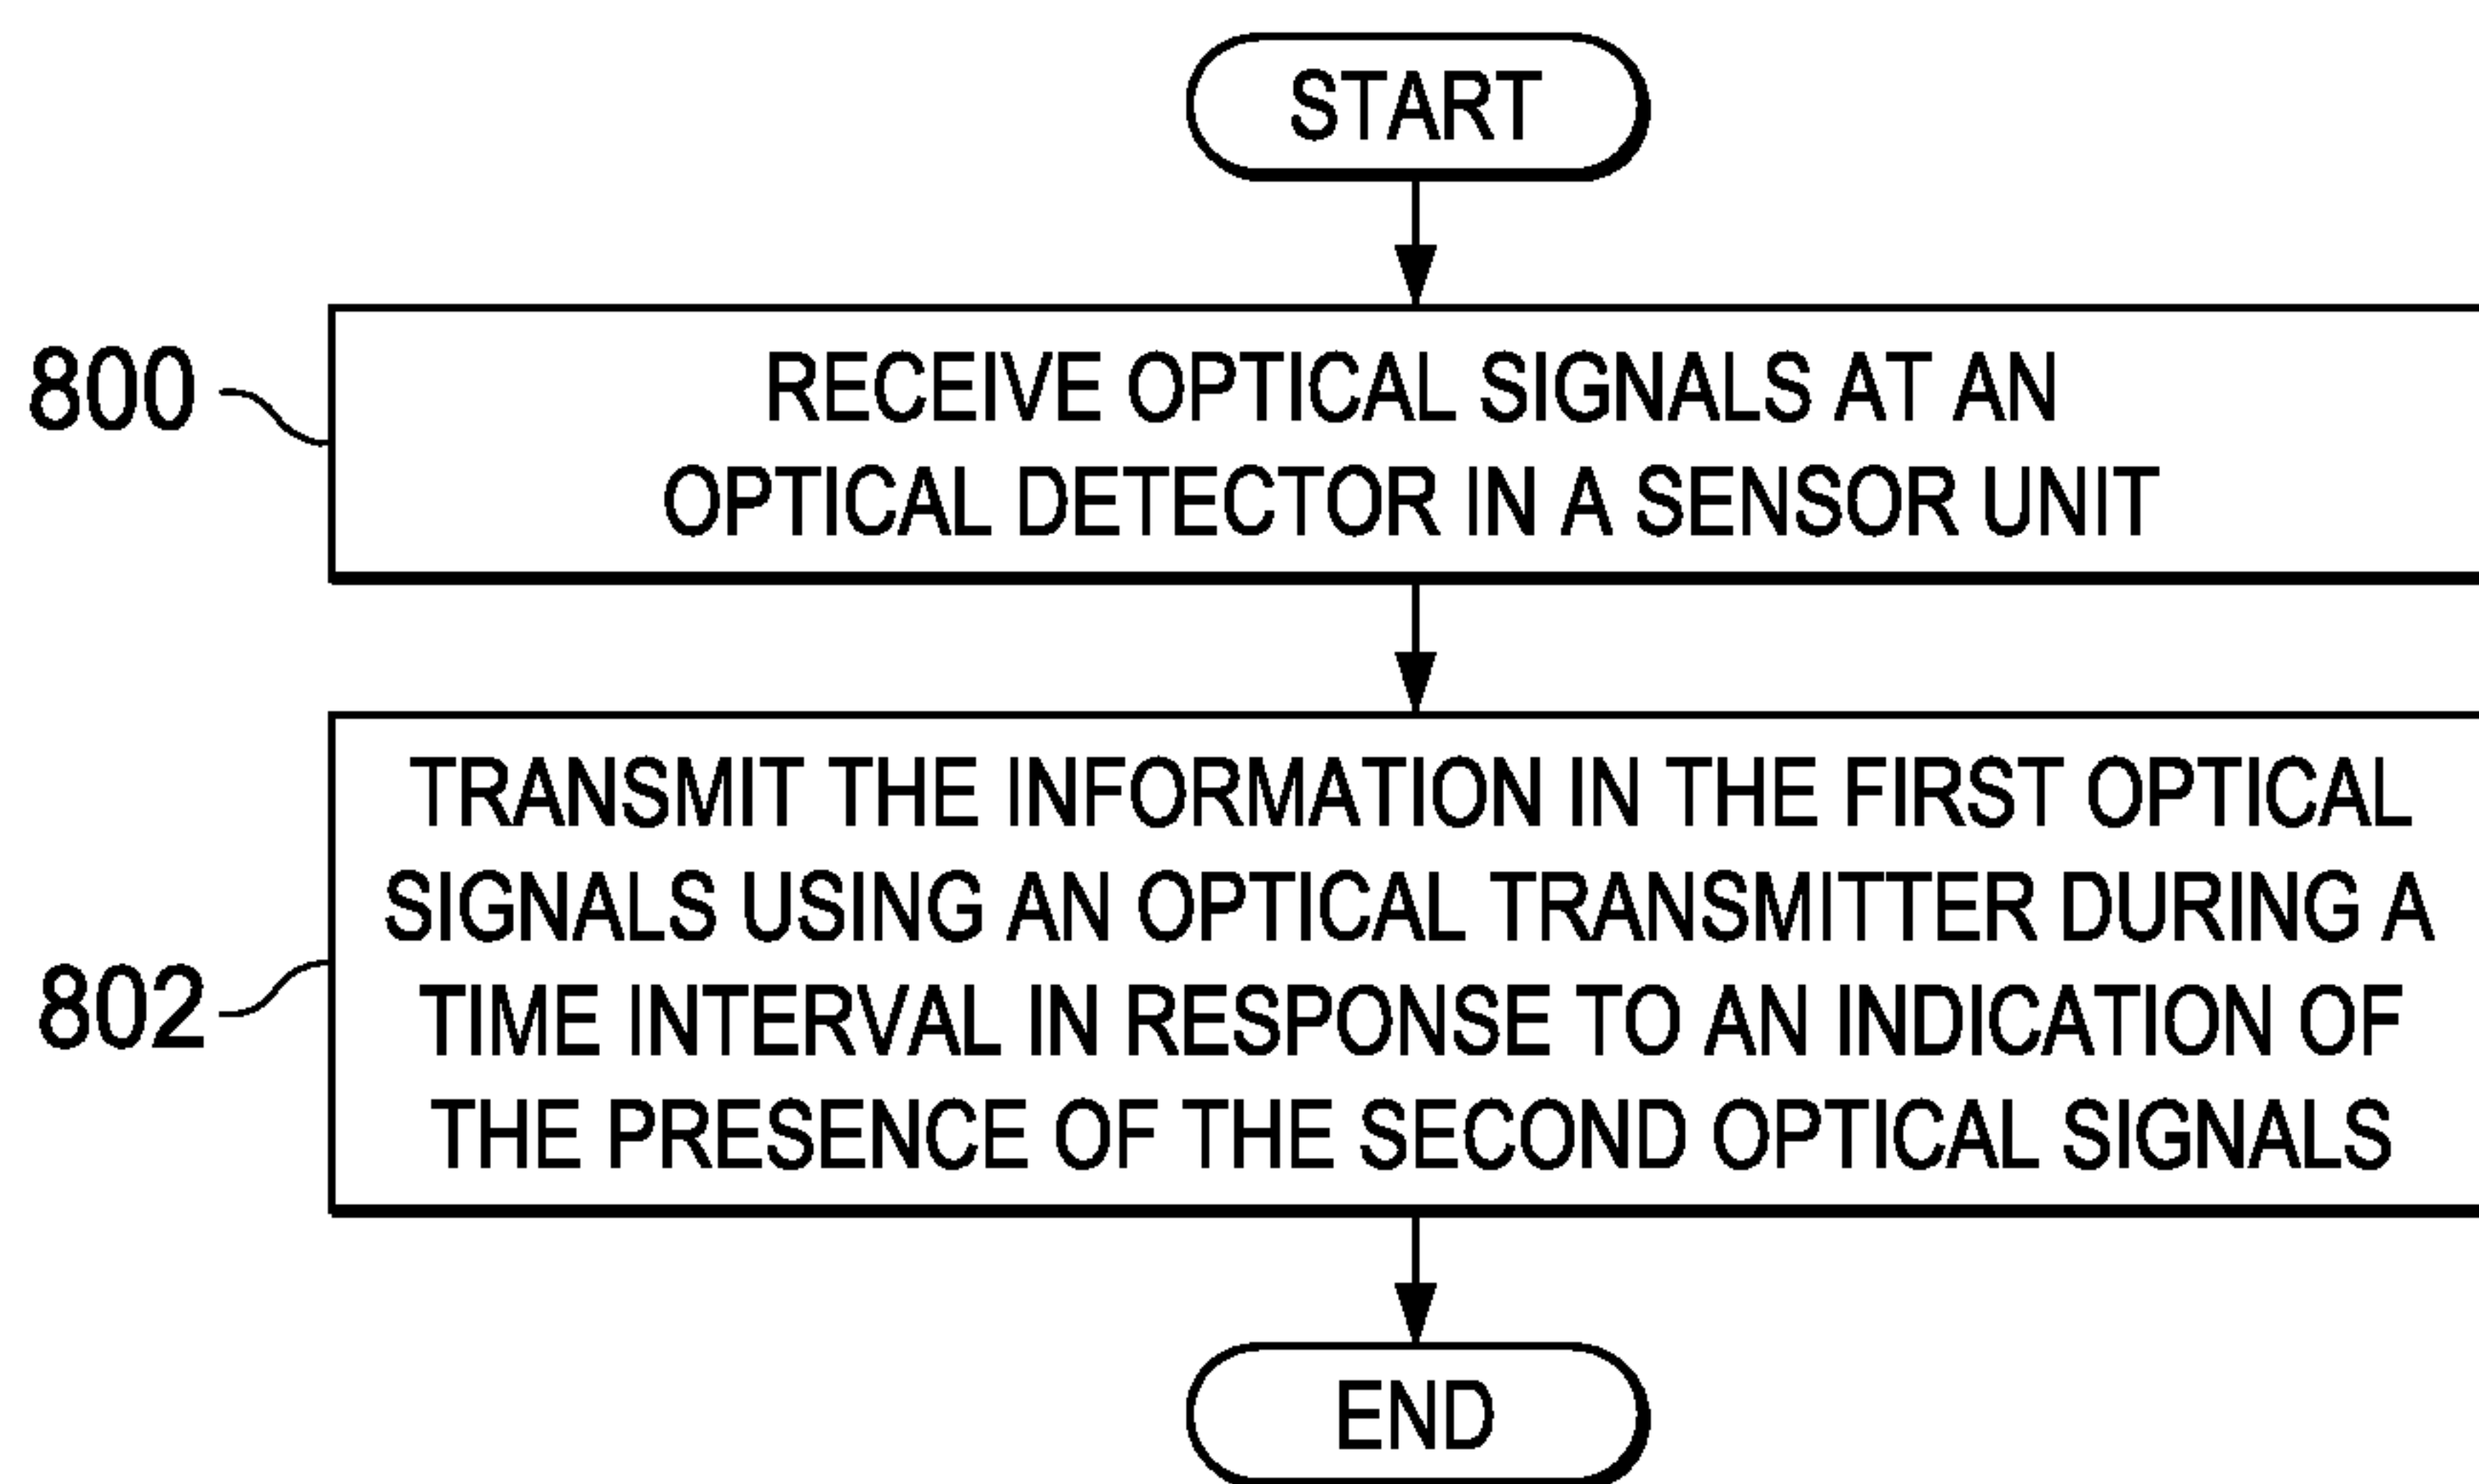 START
800
RECEIVE OPTICAL SIGNALS AT AN
OPTICAL DETECTOR IN A SENSOR UNIT
802
TRANSMIT THE INFORMATION IN THE FIRST OPTICAL
SIGNALS USING AN OPTICAL TRANSMITTER DURING A
TIME INTERVAL IN RESPONSE TO AN INDICATION OF
THE PRESENCE OF THE SECOND OPTICAL SIGNALS
END